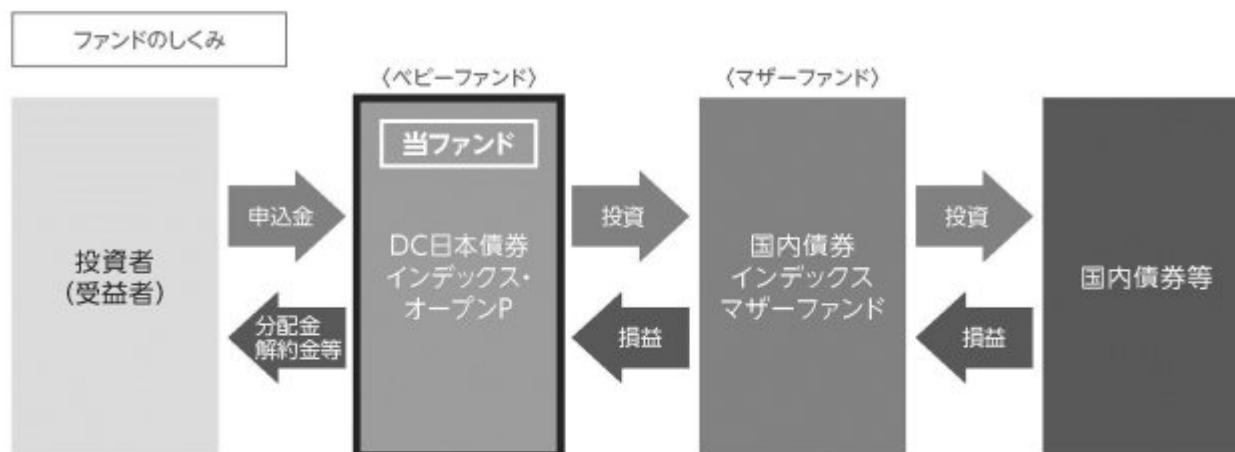 ファンドのしくみ
〈ベビーファンド〉
〈マザーファンド〉
投資者
(受益者)
申込金
分配金
解約金等
当ファンド
DC日本債券
インデックス・
オープンP
投資
損益
国内債券
インデックス
マザーファンド
投資
損益
国内債券等